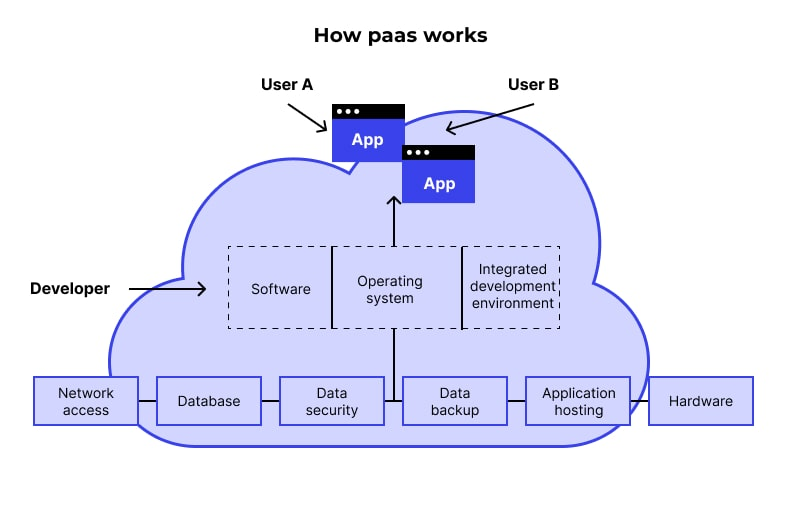 How paas works
User A
User B
App
App
Developer
Software
Operating
system
Integrated
development
environment
Network
access
Database
Data
security
Data
backup
Application
hosting
Hardware